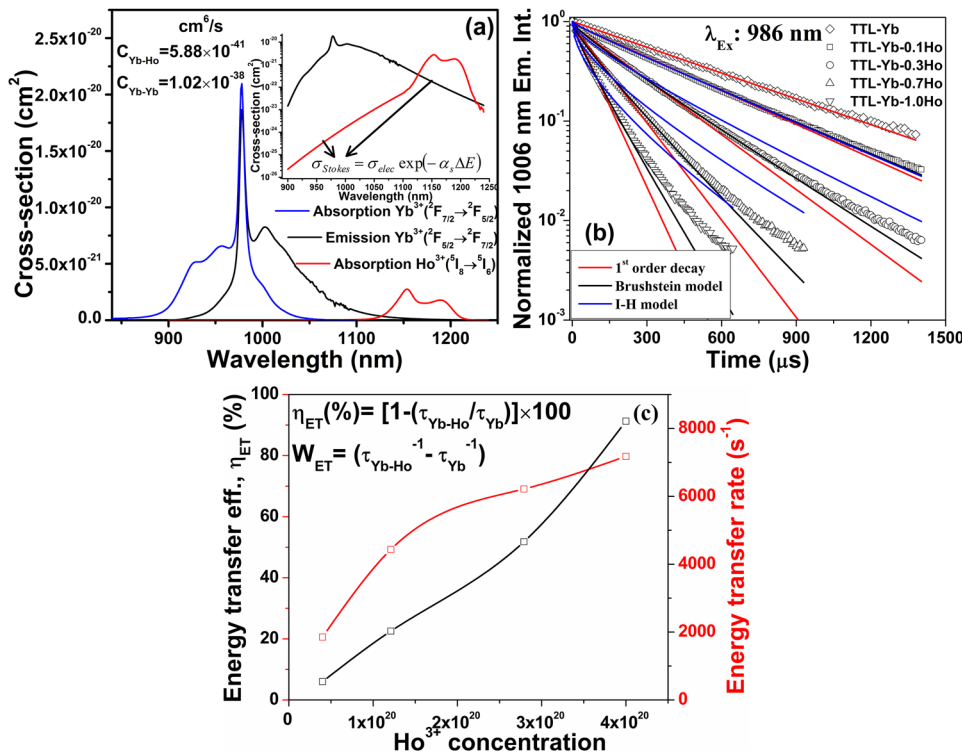 (a)
cm⁶/s
C_Yb-Ho=5.88×10⁻⁴¹
C_Yb-Yb=1.02×10⁻³⁸
Cross-section (cm²)
2.5x10⁻²⁰
2.0x10⁻²⁰
1.5x10⁻²⁰
1.0x10⁻²⁰
5.0x10⁻²¹
0.0
900 1000 1100 1200
Wavelength (nm)
Cross-section (cm²)
10⁻²⁰
10⁻²¹
10⁻²²
10⁻²³
10⁻²⁴
10⁻²⁵
10⁻²⁶
σ_Stokes = σ_elec exp(−α_sΔE)
900 950 1000 1050 1100 1150 1200 1250
Wavelength (nm)
Absorption Yb³⁺(²F₇/₂→²F₅/₂)
Emission Yb³⁺(²F₅/₂→²F₇/₂)
Absorption Ho³⁺(⁵I₈→⁵I₆)
Normalized 1006 nm Em. Int.
10⁰
10⁻¹
10⁻²
10⁻³
λ_Ex: 986 nm
TTL-Yb
TTL-Yb-0.1Ho
TTL-Yb-0.3Ho
TTL-Yb-0.7Ho
TTL-Yb-1.0Ho
(b)
1st order decay
Brushstein model
I-H model
0 300 600 900 1200 1500
Time (μs)
Energy transfer eff., η_ET (%)
100
80
60
40
20
0
η_ET(%)= [1-(τ_Yb-Ho/τ_Yb)]×100
(c)
W_ET= (τ_Yb-Ho⁻¹- τ_Yb⁻¹)
8000
6000
4000
2000
0
Energy transfer rate (s⁻¹)
0 1x10²⁰ 2x10²⁰ 3x10²⁰ 4x10²⁰
Ho³⁺ concentration